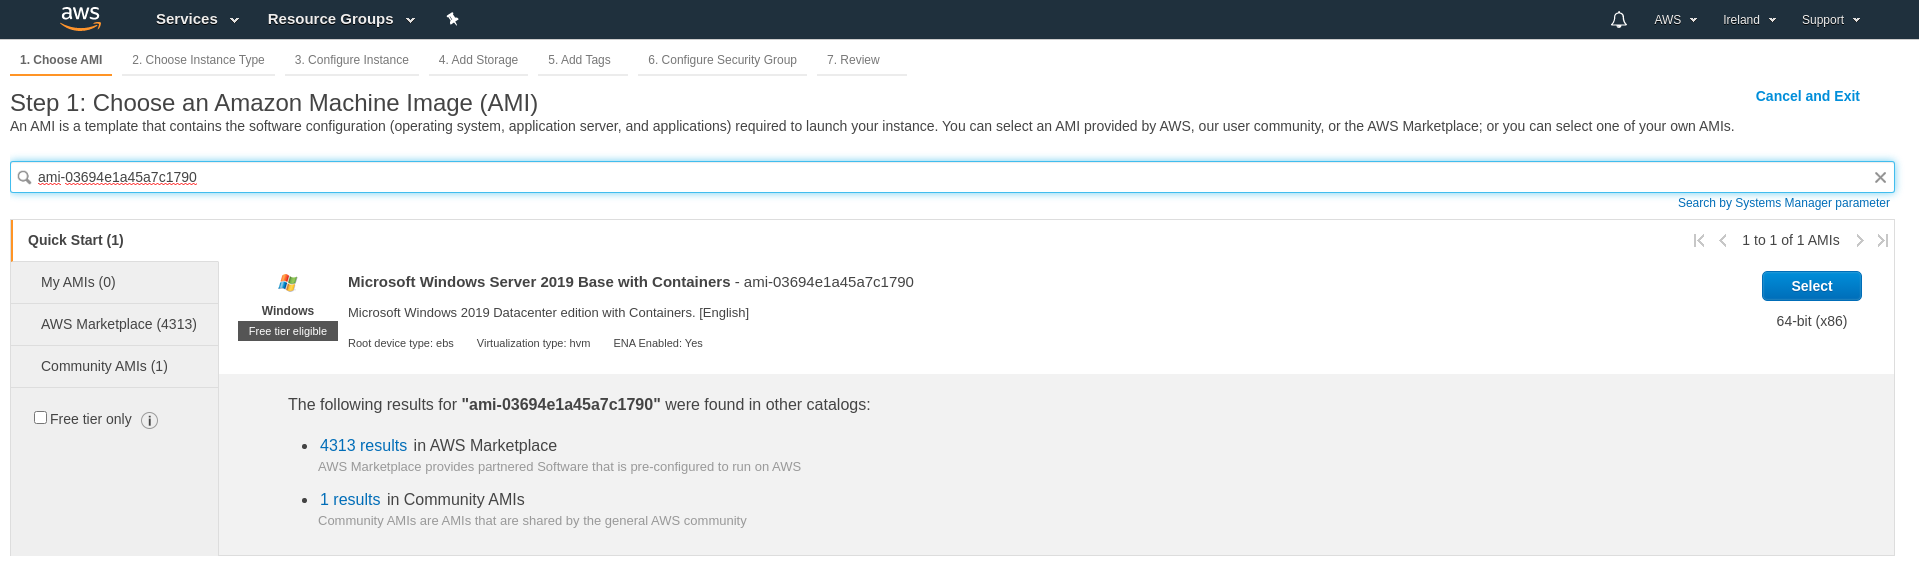 aws Services Resource Groups AWS Ireland Support
1. Choose AMI 2. Choose Instance Type 3. Configure Instance 4. Add Storage 5. Add Tags 6. Configure Security Group 7. Review
Step 1: Choose an Amazon Machine Image (AMI)
Cancel and Exit
An AMI is a template that contains the software configuration (operating system, application server, and applications) required to launch your instance. You can select an AMI provided by AWS, our user community, or the AWS Marketplace; or you can select one of your own AMIs.
ami-03694e1a45a7c1790
Search by Systems Manager parameter
Quick Start (1)
1 to 1 of 1 AMIs
My AMIs (0)
AWS Marketplace (4313)
Community AMIs (1)
Free tier only
Windows
Free tier eligible
Microsoft Windows Server 2019 Base with Containers - ami-03694e1a45a7c1790
Microsoft Windows 2019 Datacenter edition with Containers. [English]
Root device type: ebs Virtualization type: hvm ENA Enabled: Yes
Select
64-bit (x86)
The following results for "ami-03694e1a45a7c1790" were found in other catalogs:
4313 results in AWS Marketplace
AWS Marketplace provides partnered Software that is pre-configured to run on AWS
1 results in Community AMIs
Community AMIs are AMIs that are shared by the general AWS community